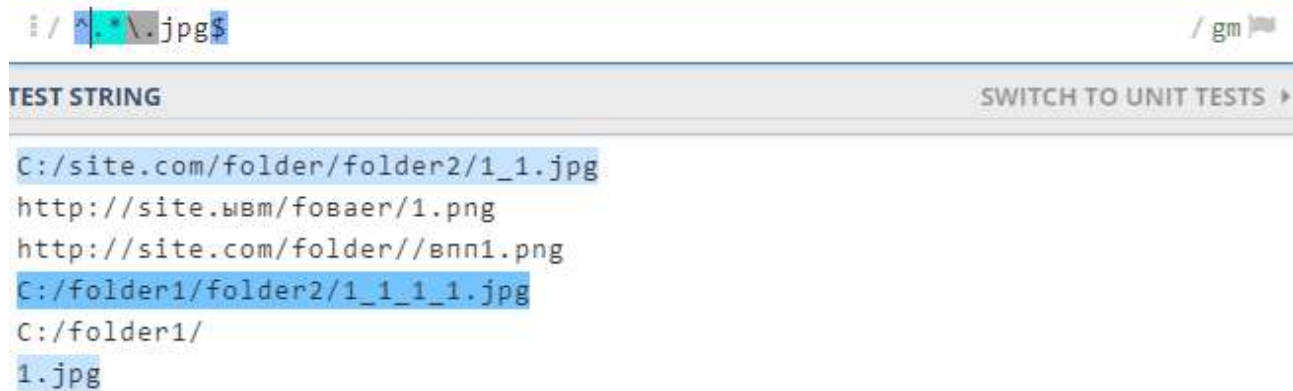 / ^.*\.jpg$ / gm
TEST STRING SWITCH TO UNIT TESTS
C:/site.com/folder/folder2/1_1.jpg
http://site.ывм/foваer/1.png
http://site.com/folder//впп1.png
C:/folder1/folder2/1_1_1_1.jpg
C:/folder1/
1.jpg